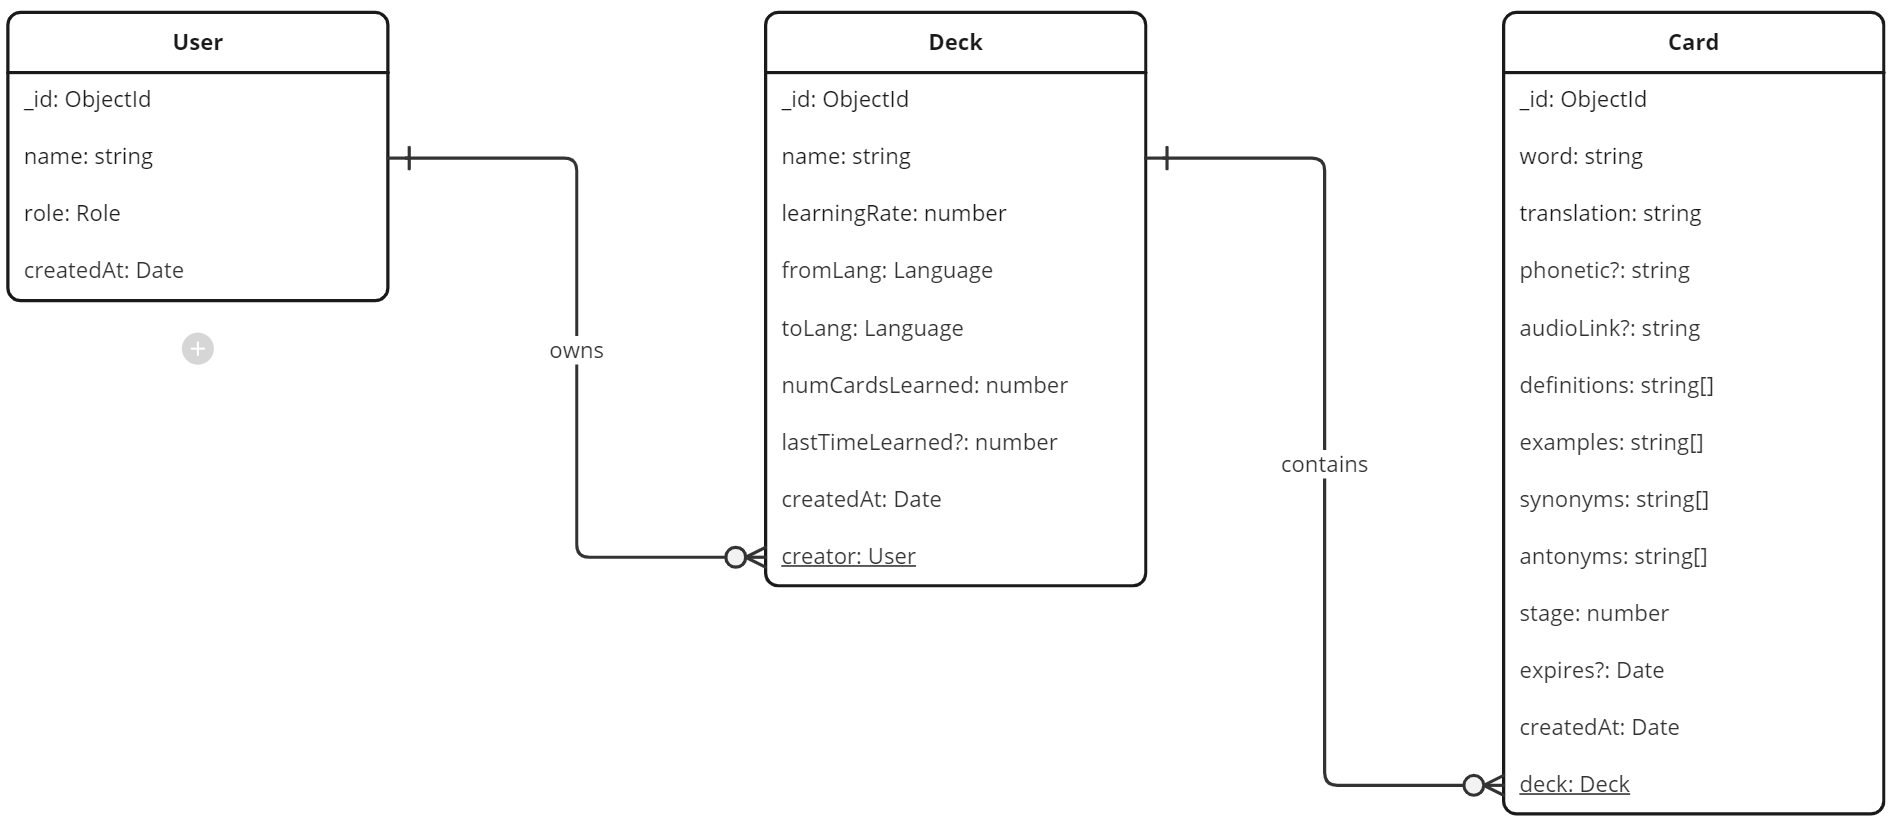 User
_id: ObjectId
name: string
role: Role
createdAt: Date
owns
Deck
_id: ObjectId
name: string
learningRate: number
fromLang: Language
toLang: Language
numCardsLearned: number
lastTimeLearned?: number
createdAt: Date
creator: User
contains
Card
_id: ObjectId
word: string
translation: string
phonetic?: string
audioLink?: string
definitions: string[]
examples: string[]
synonyms: string[]
antonyms: string[]
stage: number
expires?: Date
createdAt: Date
deck: Deck